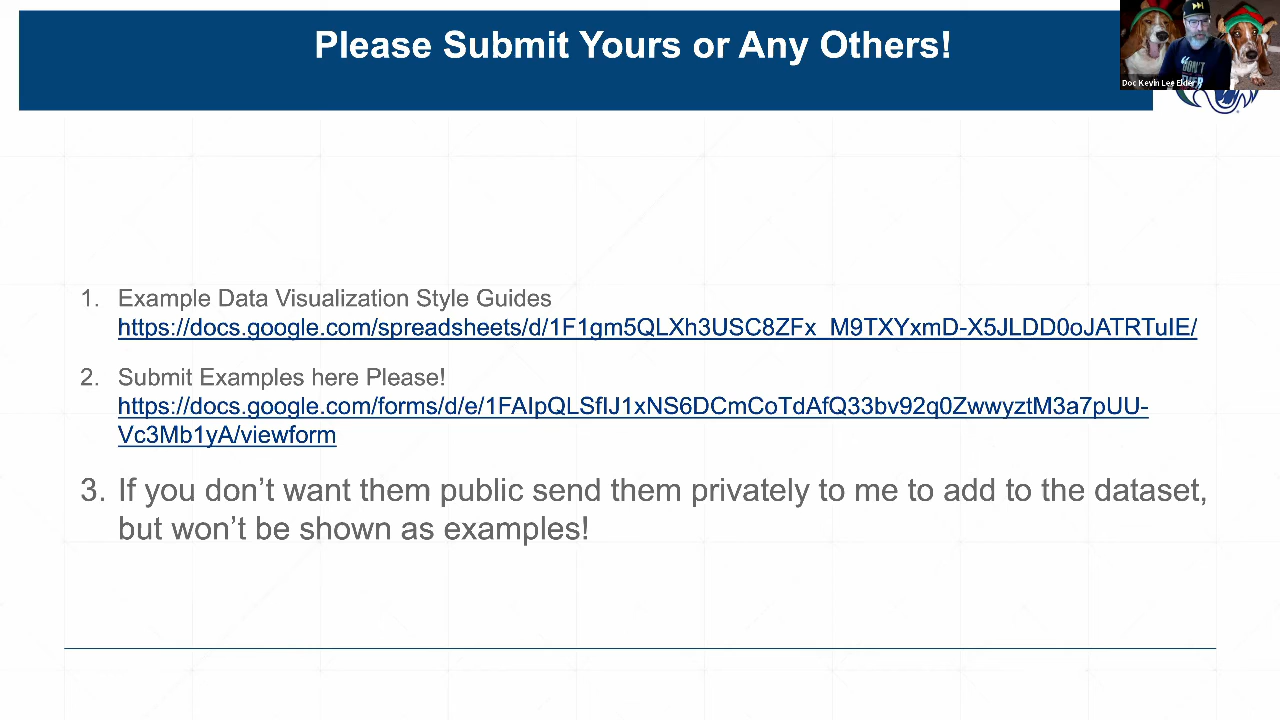 Please Submit Yours or Any Others!
Doc Kevin Lee Elder
1. Example Data Visualization Style Guides
https://docs.google.com/spreadsheets/d/1F1gm5QLXh3USC8ZFx_M9TXYxmD-X5JLDD0oJATRTuIE/
2. Submit Examples here Please!
https://docs.google.com/forms/d/e/1FAIpQLSfIJ1xNS6DCmCoTdAfQ33bv92q0ZwwyztM3a7pUU-
Vc3Mb1yA/viewform
3. If you don’t want them public send them privately to me to add to the dataset,
but won’t be shown as examples!